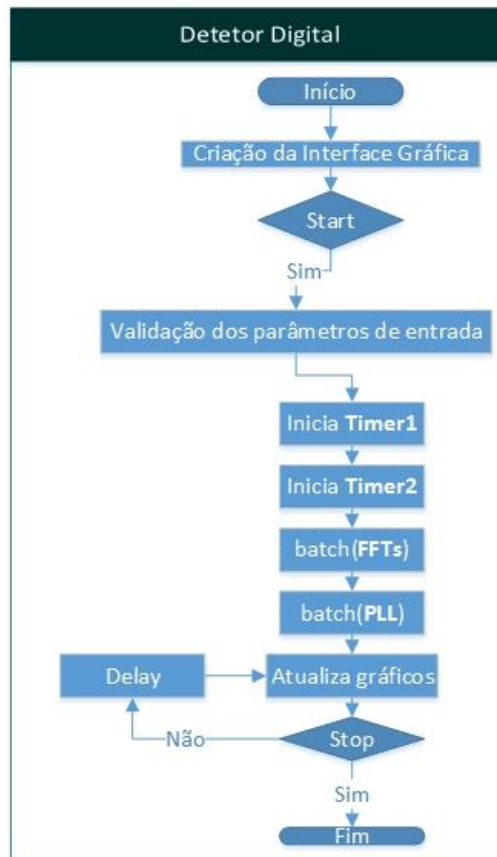 Detetor Digital
Início
Criação da Interface Gráfica
Start
Sim
Validação dos parâmetros de entrada
Inicia Timer1
Inicia Timer2
batch(FFTs)
batch(PLL)
Delay
Atualiza gráficos
Não
Stop
Sim
Fim